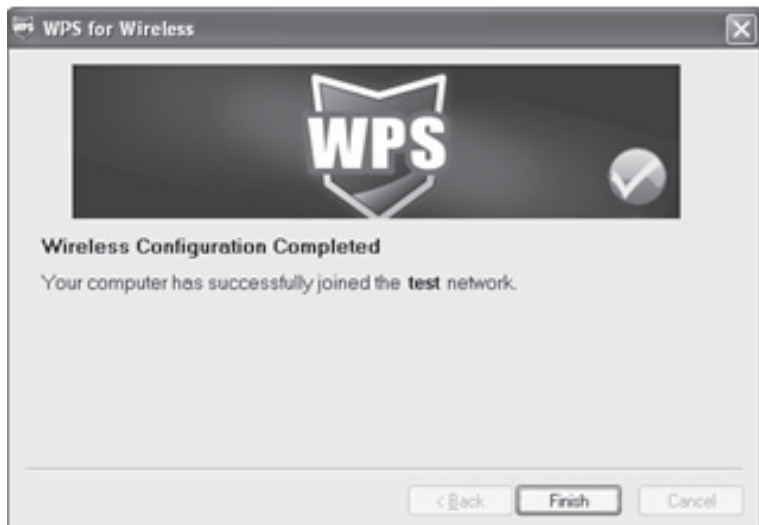 WPS for Wireless
WPS
Wireless Configuration Completed
Your computer has successfully joined the test network.
< Back Finish Cancel